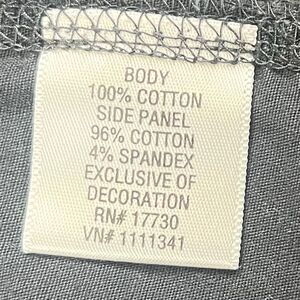 BODY
100% COTTON
SIDE PANEL
96% COTTON
4% SPANDEX
EXCLUSIVE OF
DECORATION
RN# 17730
VN# 1111341